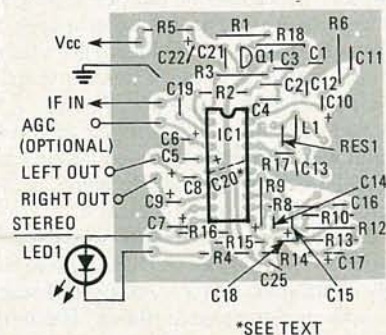 R5
R1
R6
Vcc
C22
C21
Q1
R18
C3
C1
C11
R3
C19
R2
C2
C12
IF IN
C4
C10
AGC
(OPTIONAL)
C6
IC1
L1
RES1
LEFT OUT
C5
R17
C13
C20*
C8
RIGHT OUT
C9
R9
C14
R8
C16
STEREO
C7
R16
R10
R12
LED1
R15
R13
R4
R14
C17
C18
C25
C15
*SEE TEXT